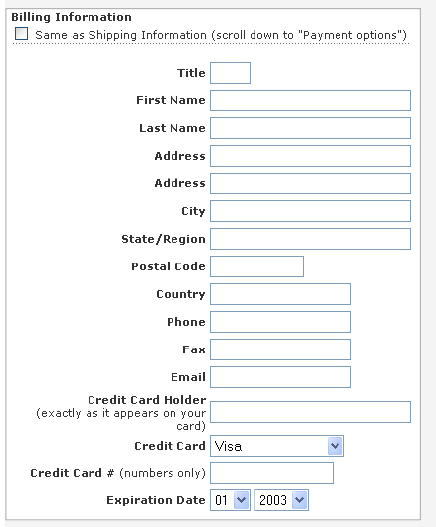 Billing Information
Same as Shipping Information (scroll down to "Payment options")
Title
First Name
Last Name
Address
Address
City
State/Region
Postal Code
Country
Phone
Fax
Email
Credit Card Holder
(exactly as it appears on your
card)
Credit Card Visa
Credit Card # (numbers only)
Expiration Date 01 2003